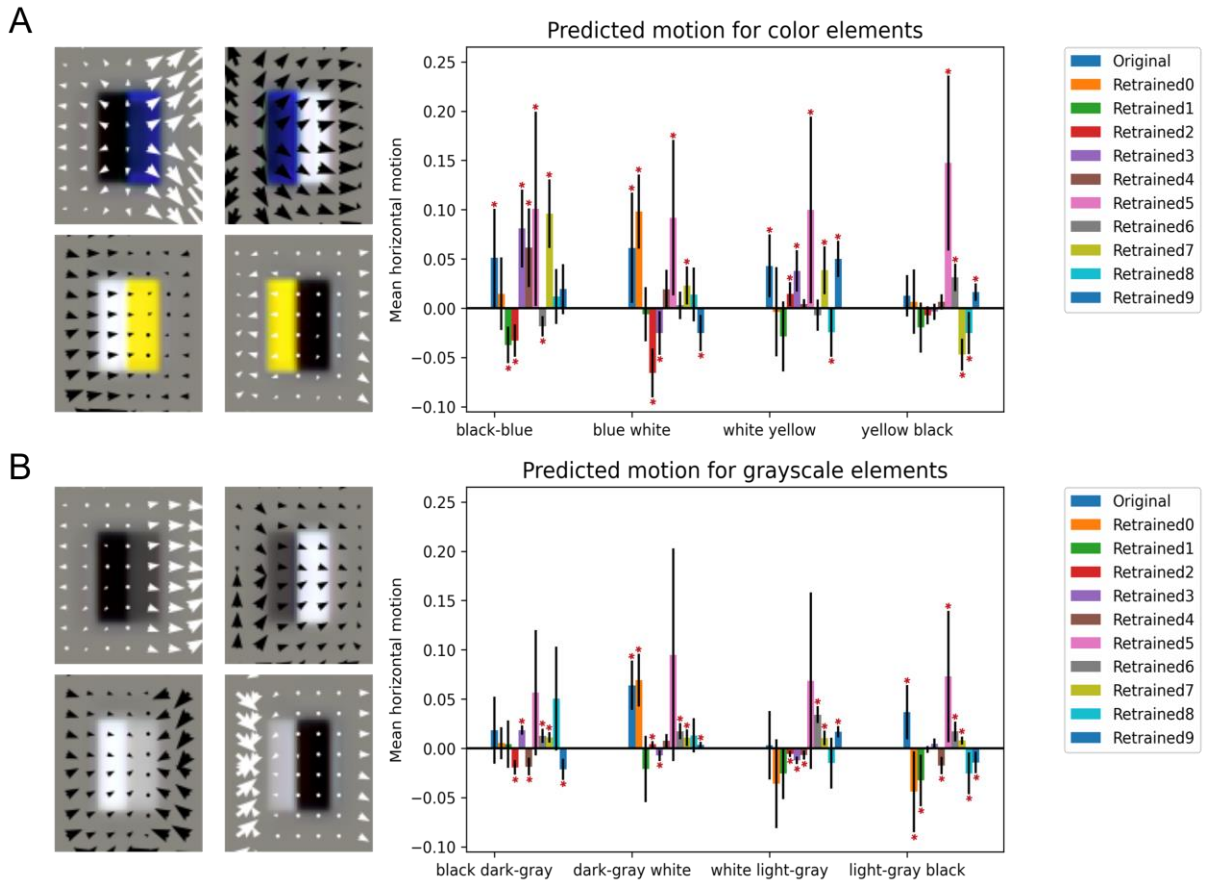 A
Predicted motion for color elements
Mean horizontal motion
0.25
0.20
0.15
0.10
0.05
0.00
−0.05
−0.10
black-blue
blue white
white yellow
yellow black
Original
Retrained0
Retrained1
Retrained2
Retrained3
Retrained4
Retrained5
Retrained6
Retrained7
Retrained8
Retrained9
B
Predicted motion for grayscale elements
Mean horizontal motion
0.25
0.20
0.15
0.10
0.05
0.00
−0.05
−0.10
black dark-gray
dark-gray white
white light-gray
light-gray black
Original
Retrained0
Retrained1
Retrained2
Retrained3
Retrained4
Retrained5
Retrained6
Retrained7
Retrained8
Retrained9